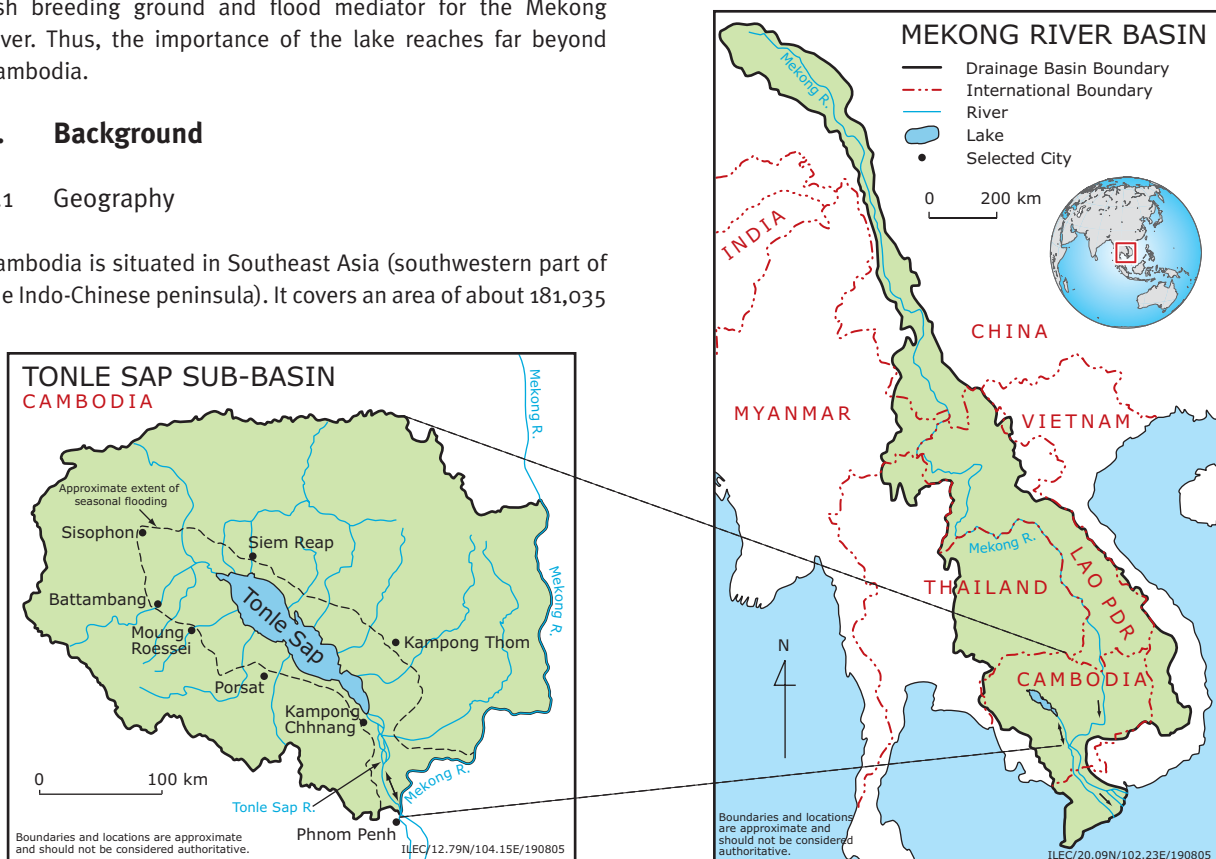 sh breeding ground and flood mediator for the Mekong
ver. Thus, the importance of the lake reaches far beyond
ambodia.
. Background
.1 Geography
ambodia is situated in Southeast Asia (southwestern part of
e Indo-Chinese peninsula). It covers an area of about 181,035
TONLE SAP SUB-BASIN
CAMBODIA
Mekong R.
Approximate extent of
seasonal flooding
Sisophon
Siem Reap
Mekong R.
Battambang
Tonle Sap
Moung
Roessei
Kampong Thom
Porsat
Kampong
Chhnang
0 100 km
Mekong R.
Tonle Sap R.
Phnom Penh
Boundaries and locations are approximate
and should not be considered authoritative.
ILEC/12.79N/104.15E/190805
MEKONG RIVER BASIN
Drainage Basin Boundary
International Boundary
River
Lake
Selected City
0 200 km
Mekong R.
INDIA
CHINA
MYANMAR
VIETNAM
Mekong R.
THAILAND
LAO PDR
N
CAMBODIA
Boundaries and locations
are approximate and
should not be considered
authoritative.
ILEC/20.09N/102.23E/190805